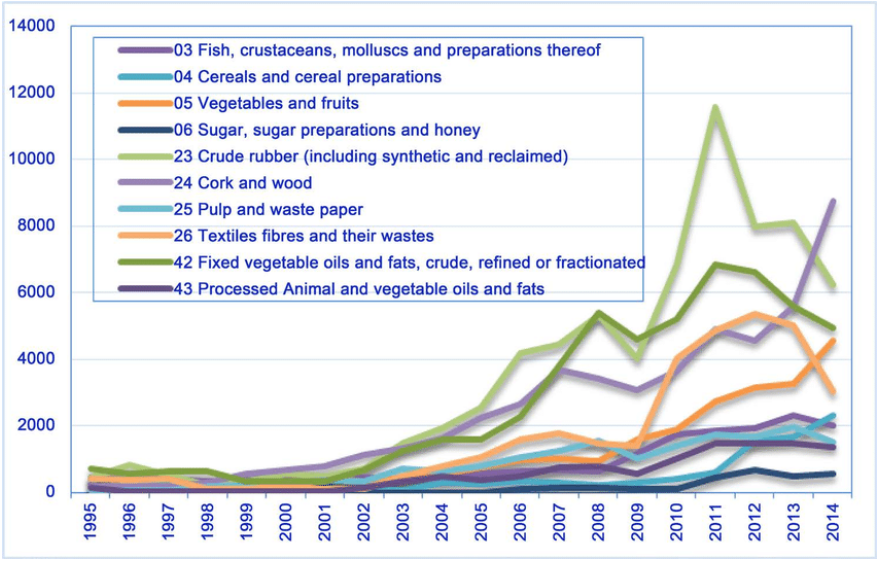 14000
12000
10000
8000
6000
4000
2000
0
03 Fish, crustaceans, molluscs and preparations thereof
04 Cereals and cereal preparations
05 Vegetables and fruits
06 Sugar, sugar preparations and honey
23 Crude rubber (including synthetic and reclaimed)
24 Cork and wood
25 Pulp and waste paper
26 Textiles fibres and their wastes
42 Fixed vegetable oils and fats, crude, refined or fractionated
43 Processed Animal and vegetable oils and fats
1995
1996
1997
1998
1999
2000
2001
2002
2003
2004
2005
2006
2007
2008
2009
2010
2011
2012
2013
2014